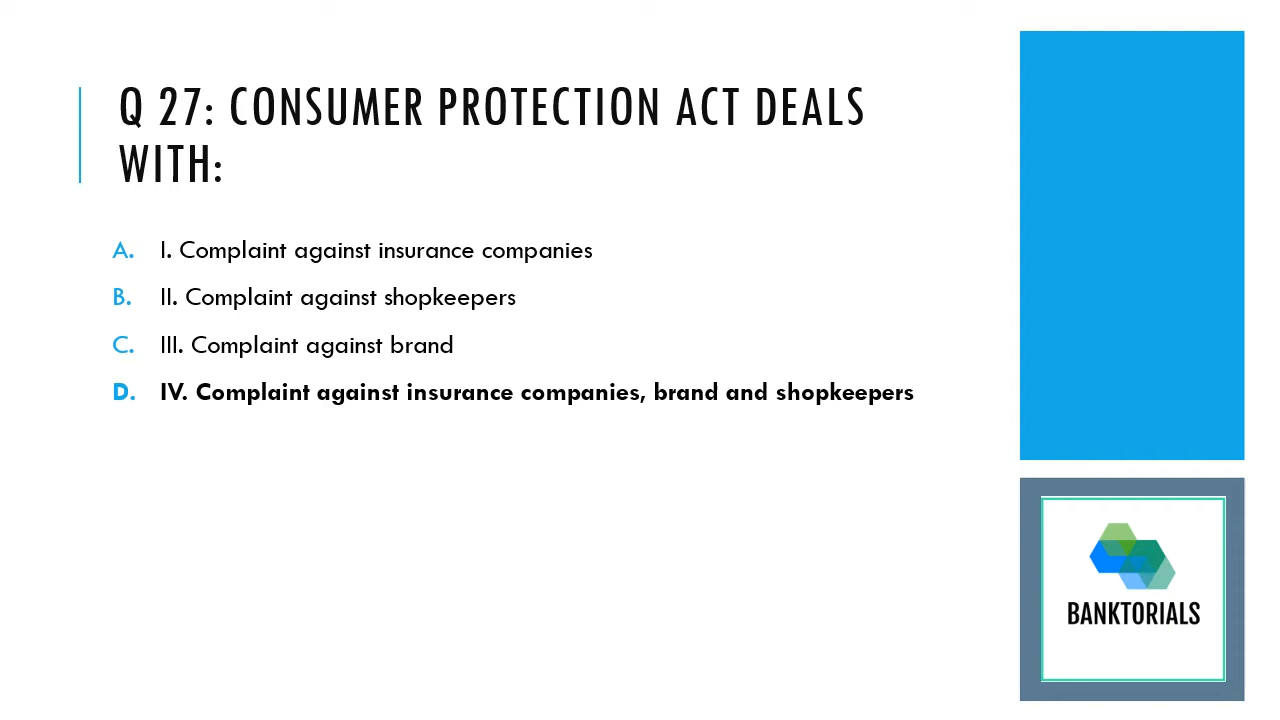 Q 27: CONSUMER PROTECTION ACT DEALS
WITH:
A. I. Complaint against insurance companies
B. II. Complaint against shopkeepers
C. III. Complaint against brand
D. IV. Complaint against insurance companies, brand and shopkeepers
BANKTORIALS